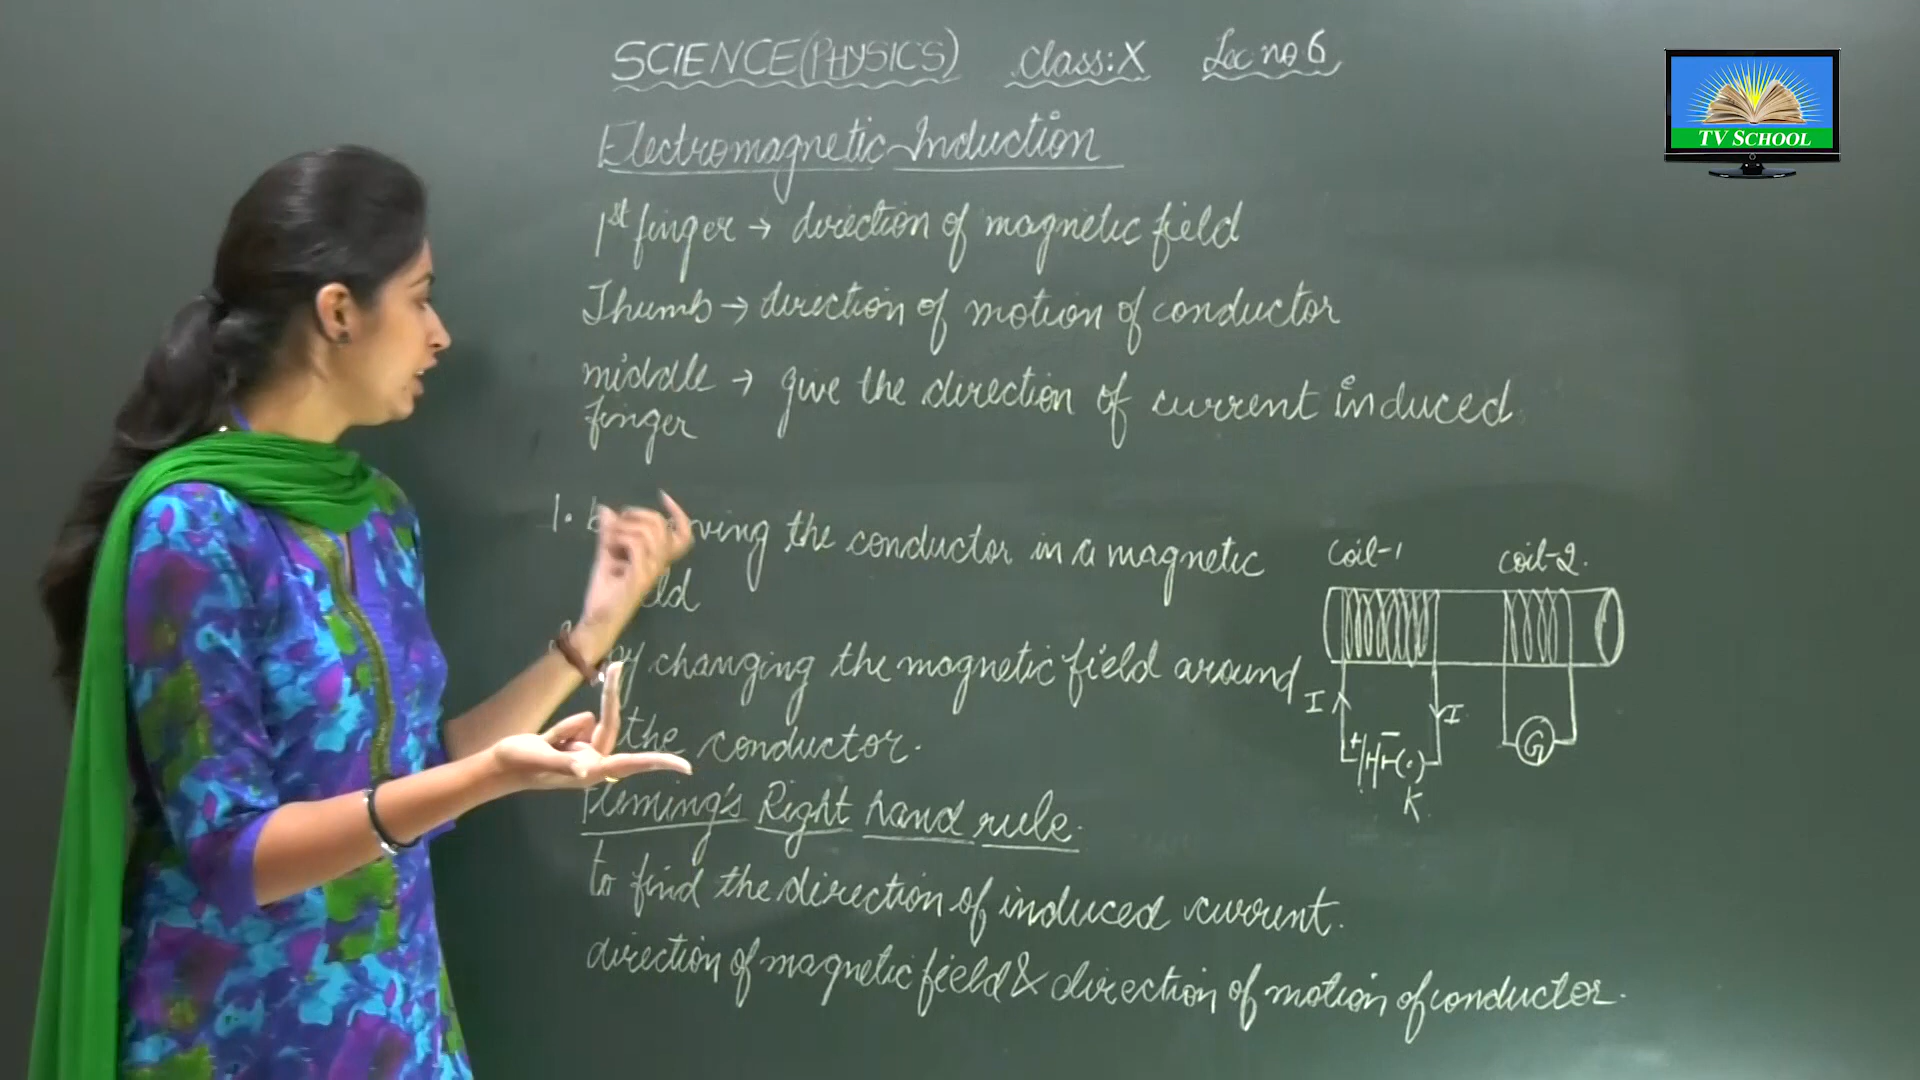 SCIENCE(PHYSICS) class:X Lec no 6
TV SCHOOL
Electromagnetic Induction
1st finger → direction of magnetic field
Thumb → direction of motion of conductor
middle finger → give the direction of current induced
1. the conductor in a magnetic
changing the magnetic field around
the conductor.
Fleming's Right hand rule.
to find the direction of induced current.
direction of magnetic field & direction of motion of conductor.
coil-1 coil-2.
I I
+ -
G
K